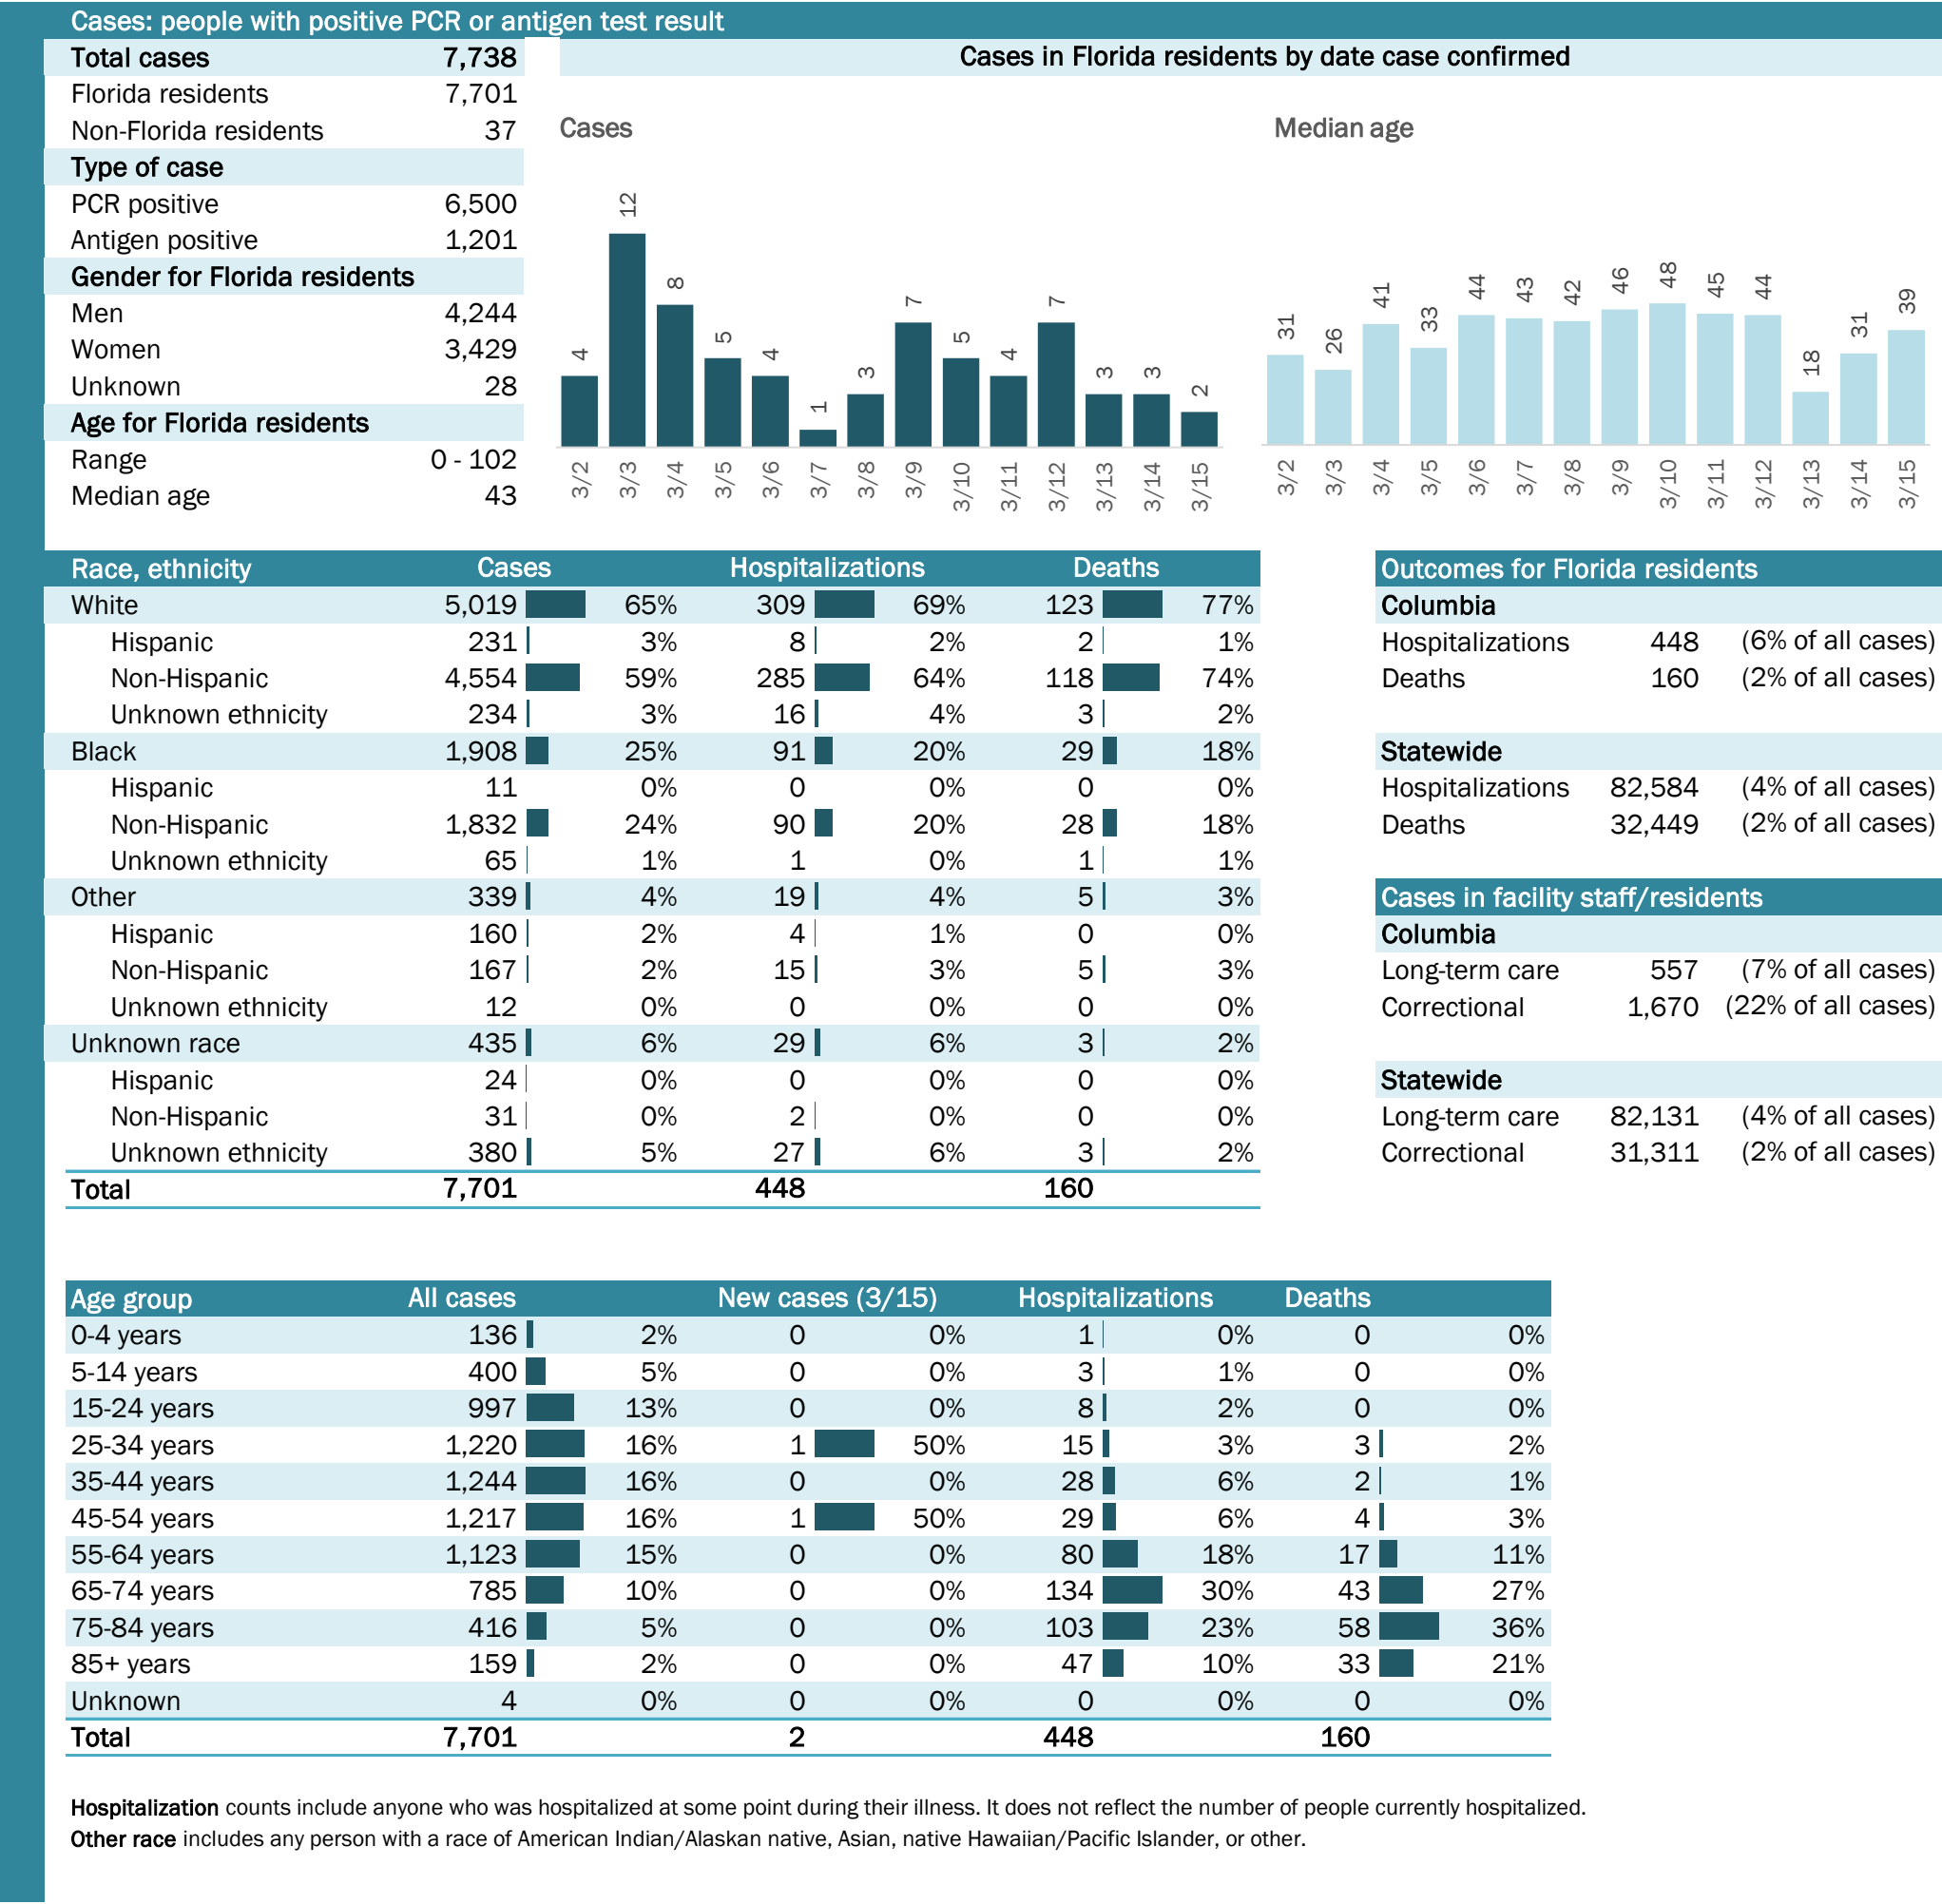 Cases: people with positive PCR or antigen test result
Total cases 7,738
Florida residents 7,701
Non-Florida residents 37
Type of case
PCR positive 6,500
Antigen positive 1,201
Gender for Florida residents
Men 4,244
Women 3,429
Unknown 28
Age for Florida residents
Range 0 - 102
Median age 43
Cases in Florida residents by date case confirmed
Cases
4 12 8 5 4 1 3 7 5 4 7 3 3 2
3/2 3/3 3/4 3/5 3/6 3/7 3/8 3/9 3/10 3/11 3/12 3/13 3/14 3/15
Median age
31 26 41 33 44 43 42 46 48 45 44 18 31 39
3/2 3/3 3/4 3/5 3/6 3/7 3/8 3/9 3/10 3/11 3/12 3/13 3/14 3/15
Race, ethnicity Cases Hospitalizations Deaths
White 5,019 65% 309 69% 123 77%
Hispanic 231 3% 8 2% 2 1%
Non-Hispanic 4,554 59% 285 64% 118 74%
Unknown ethnicity 234 3% 16 4% 3 2%
Black 1,908 25% 91 20% 29 18%
Hispanic 11 0% 0 0% 0 0%
Non-Hispanic 1,832 24% 90 20% 28 18%
Unknown ethnicity 65 1% 1 0% 1 1%
Other 339 4% 19 4% 5 3%
Hispanic 160 2% 4 1% 0 0%
Non-Hispanic 167 2% 15 3% 5 3%
Unknown ethnicity 12 0% 0 0% 0 0%
Unknown race 435 6% 29 6% 3 2%
Hispanic 24 0% 0 0% 0 0%
Non-Hispanic 31 0% 2 0% 0 0%
Unknown ethnicity 380 5% 27 6% 3 2%
Total 7,701 448 160
Outcomes for Florida residents
Columbia
Hospitalizations 448 (6% of all cases)
Deaths 160 (2% of all cases)
Statewide
Hospitalizations 82,584 (4% of all cases)
Deaths 32,449 (2% of all cases)
Cases in facility staff/residents
Columbia
Long-term care 557 (7% of all cases)
Correctional 1,670 (22% of all cases)
Statewide
Long-term care 82,131 (4% of all cases)
Correctional 31,311 (2% of all cases)
Age group All cases New cases (3/15) Hospitalizations Deaths
0-4 years 136 2% 0 0% 1 0% 0 0%
5-14 years 400 5% 0 0% 3 1% 0 0%
15-24 years 997 13% 0 0% 8 2% 0 0%
25-34 years 1,220 16% 1 50% 15 3% 3 2%
35-44 years 1,244 16% 0 0% 28 6% 2 1%
45-54 years 1,217 16% 1 50% 29 6% 4 3%
55-64 years 1,123 15% 0 0% 80 18% 17 11%
65-74 years 785 10% 0 0% 134 30% 43 27%
75-84 years 416 5% 0 0% 103 23% 58 36%
85+ years 159 2% 0 0% 47 10% 33 21%
Unknown 4 0% 0 0% 0 0% 0 0%
Total 7,701 2 448 160
Hospitalization counts include anyone who was hospitalized at some point during their illness. It does not reflect the number of people currently hospitalized.
Other race includes any person with a race of American Indian/Alaskan native, Asian, native Hawaiian/Pacific Islander, or other.